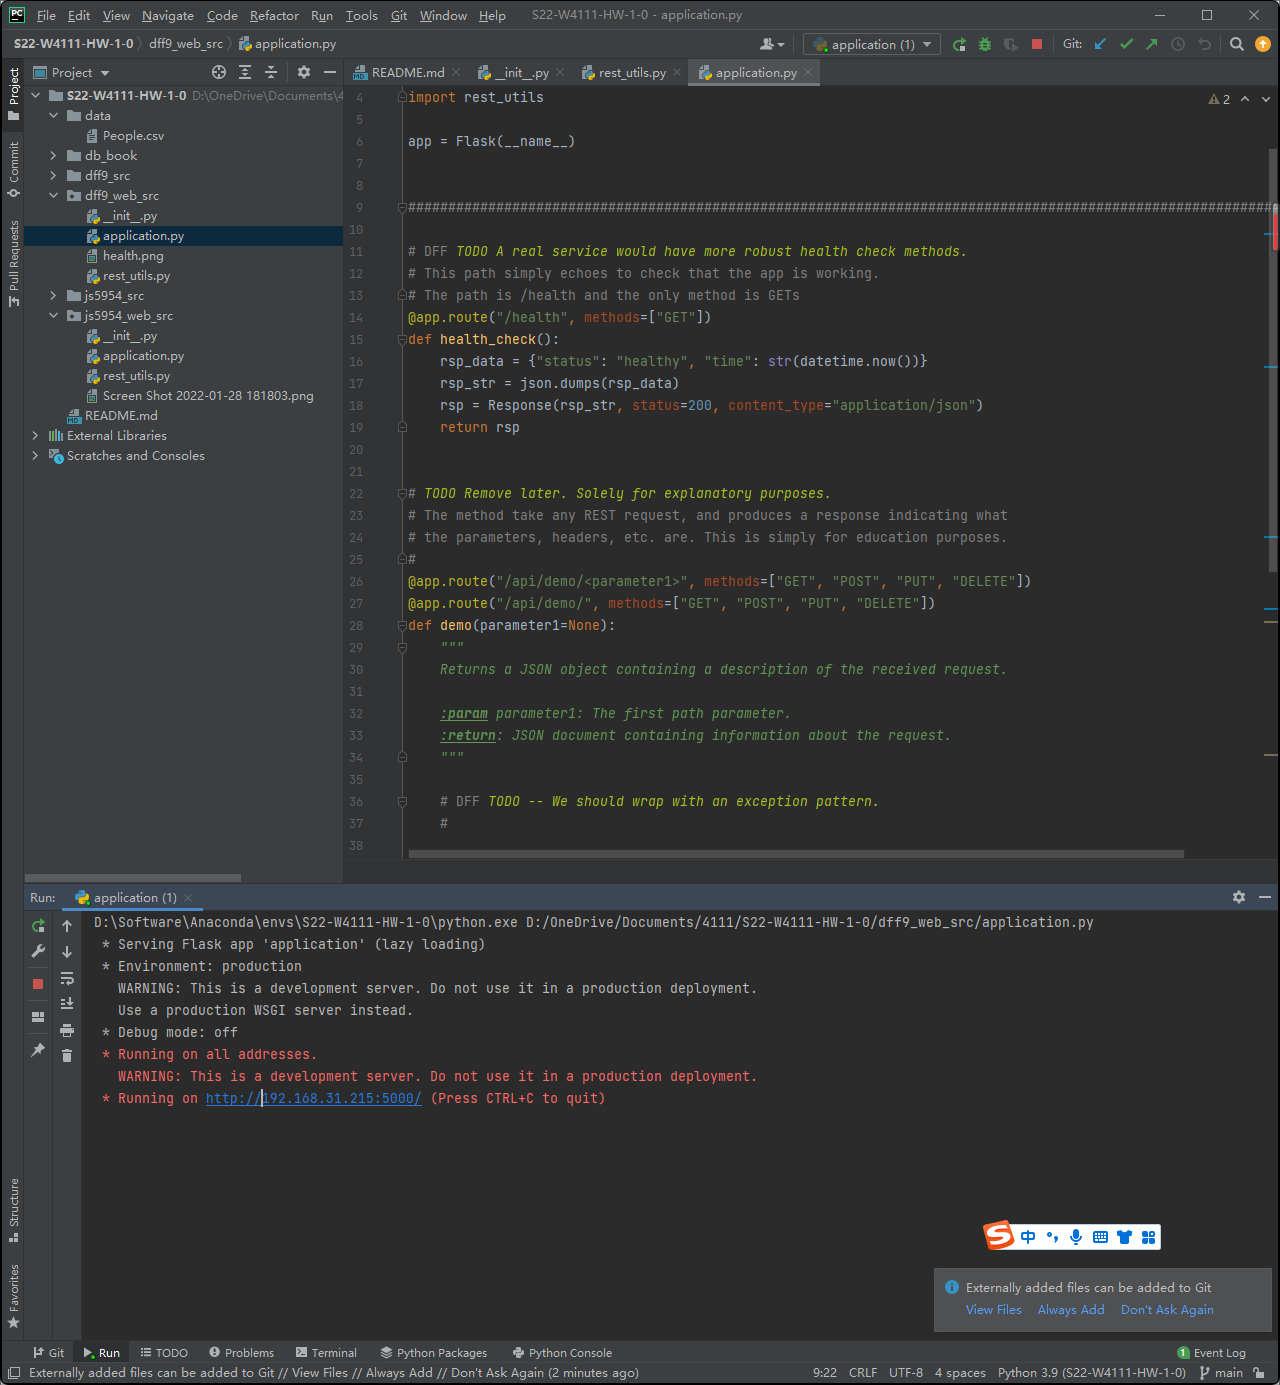 PC File Edit View Navigate Code Refactor Run Tools Git Window Help S22-W4111-HW-1-0 - application.py
S22-W4111-HW-1-0 dff9_web_src application.py application (1) Git:
Project README.md __init__.py rest_utils.py application.py
Project
Commit
Pull Requests
Structure
Favorites
S22-W4111-HW-1-0 D:\OneDrive\Documents\4
data
People.csv
db_book
dff9_src
dff9_web_src
__init__.py
application.py
health.png
rest_utils.py
js5954_src
js5954_web_src
__init__.py
application.py
rest_utils.py
Screen Shot 2022-01-28 181803.png
README.md
External Libraries
Scratches and Consoles
2
4 import rest_utils
5
6 app = Flask(__name__)
7
8
9 ############################################################################################################
10
11 # DFF TODO A real service would have more robust health check methods.
12 # This path simply echoes to check that the app is working.
13 # The path is /health and the only method is GETs
14 @app.route("/health", methods=["GET"])
15 def health_check():
16 rsp_data = {"status": "healthy", "time": str(datetime.now())}
17 rsp_str = json.dumps(rsp_data)
18 rsp = Response(rsp_str, status=200, content_type="application/json")
19 return rsp
20
21
22 # TODO Remove later. Solely for explanatory purposes.
23 # The method take any REST request, and produces a response indicating what
24 # the parameters, headers, etc. are. This is simply for education purposes.
25 #
26 @app.route("/api/demo/<parameter1>", methods=["GET", "POST", "PUT", "DELETE"])
27 @app.route("/api/demo/", methods=["GET", "POST", "PUT", "DELETE"])
28 def demo(parameter1=None):
29 """
30 Returns a JSON object containing a description of the received request.
31
32 :param parameter1: The first path parameter.
33 :return: JSON document containing information about the request.
34 """
35
36 # DFF TODO -- We should wrap with an exception pattern.
37 #
38
Run: application (1)
D:\Software\Anaconda\envs\S22-W4111-HW-1-0\python.exe D:/OneDrive/Documents/4111/S22-W4111-HW-1-0/dff9_web_src/application.py
* Serving Flask app 'application' (lazy loading)
* Environment: production
WARNING: This is a development server. Do not use it in a production deployment.
Use a production WSGI server instead.
* Debug mode: off
* Running on all addresses.
WARNING: This is a development server. Do not use it in a production deployment.
* Running on http://192.168.31.215:5000/ (Press CTRL+C to quit)
S 中
Externally added files can be added to Git
View Files Always Add Don't Ask Again
Git Run TODO Problems Terminal Python Packages Python Console 1 Event Log
Externally added files can be added to Git // View Files // Always Add // Don't Ask Again (2 minutes ago) 9:22 CRLF UTF-8 4 spaces Python 3.9 (S22-W4111-HW-1-0) main